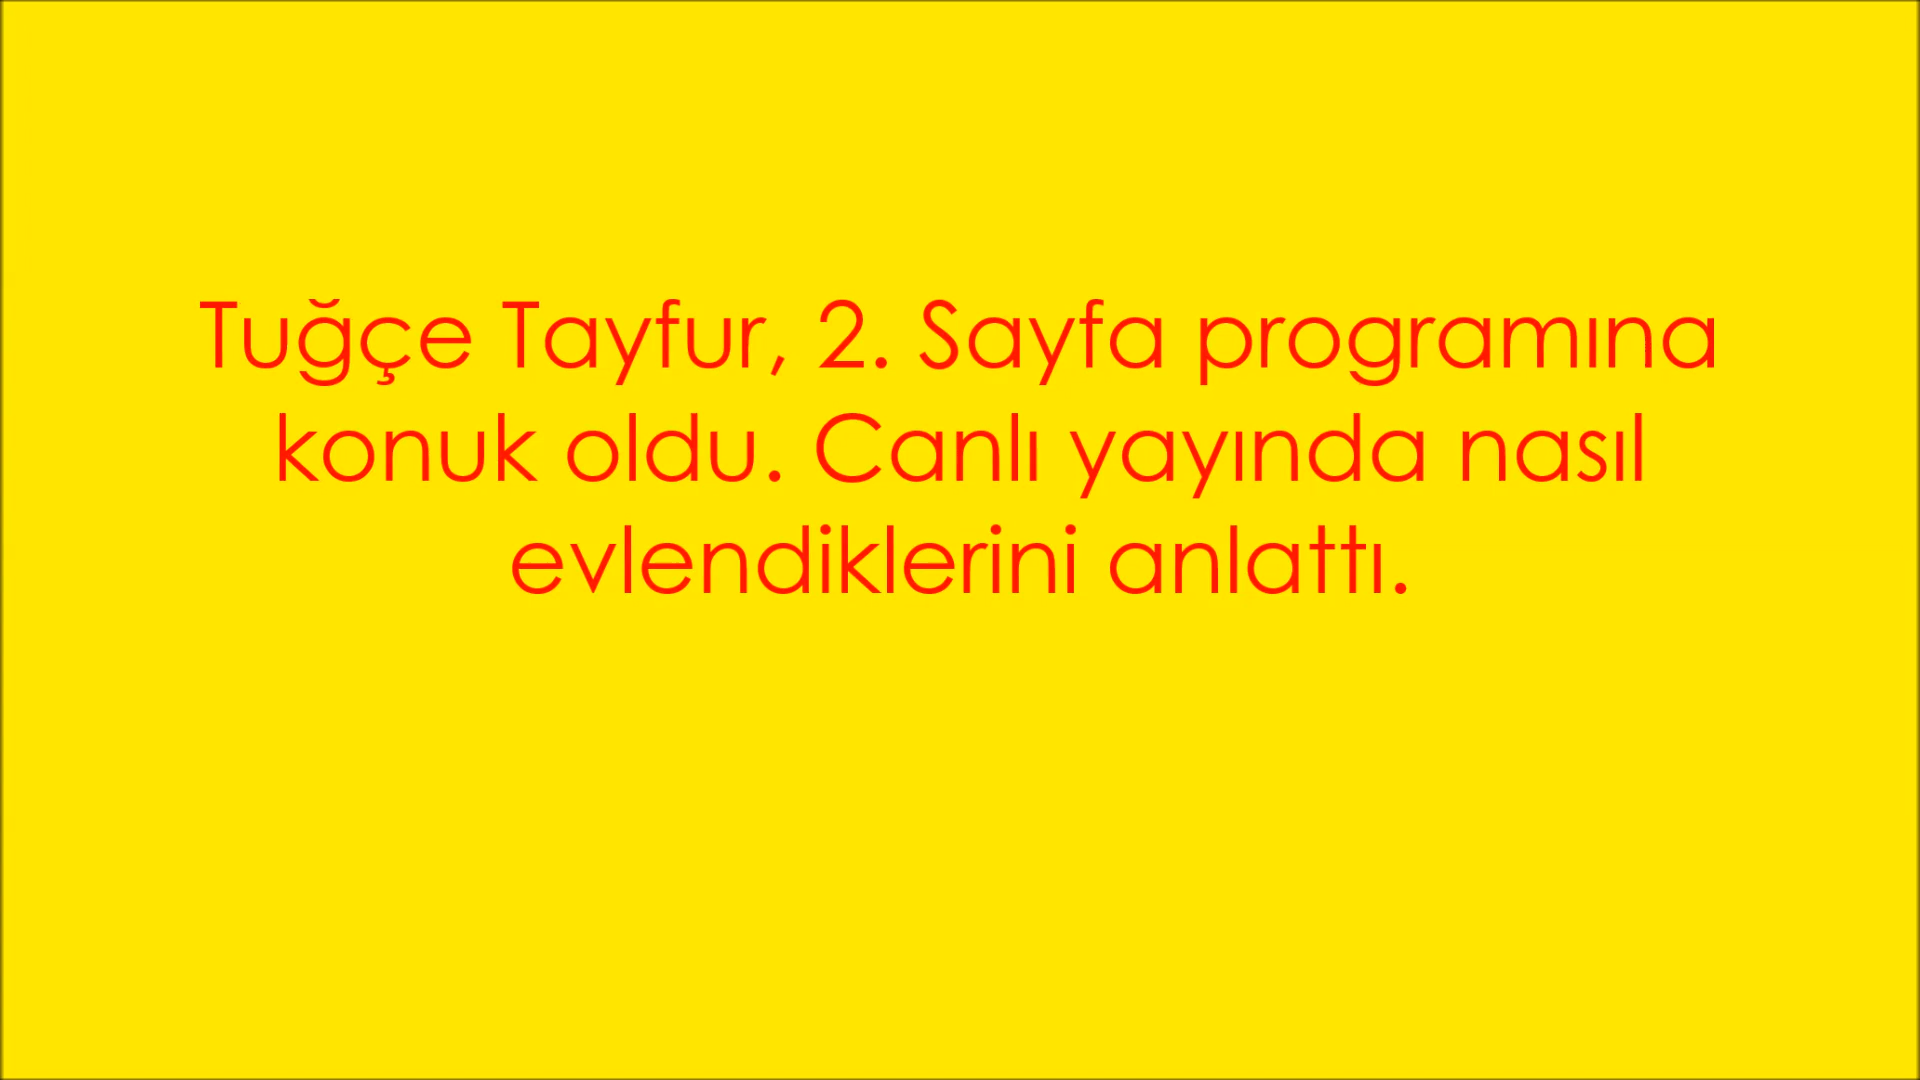 Tuğçe Tayfur, 2. Sayfa programına
konuk oldu. Canlı yayında nasıl
evlendiklerini anlattı.